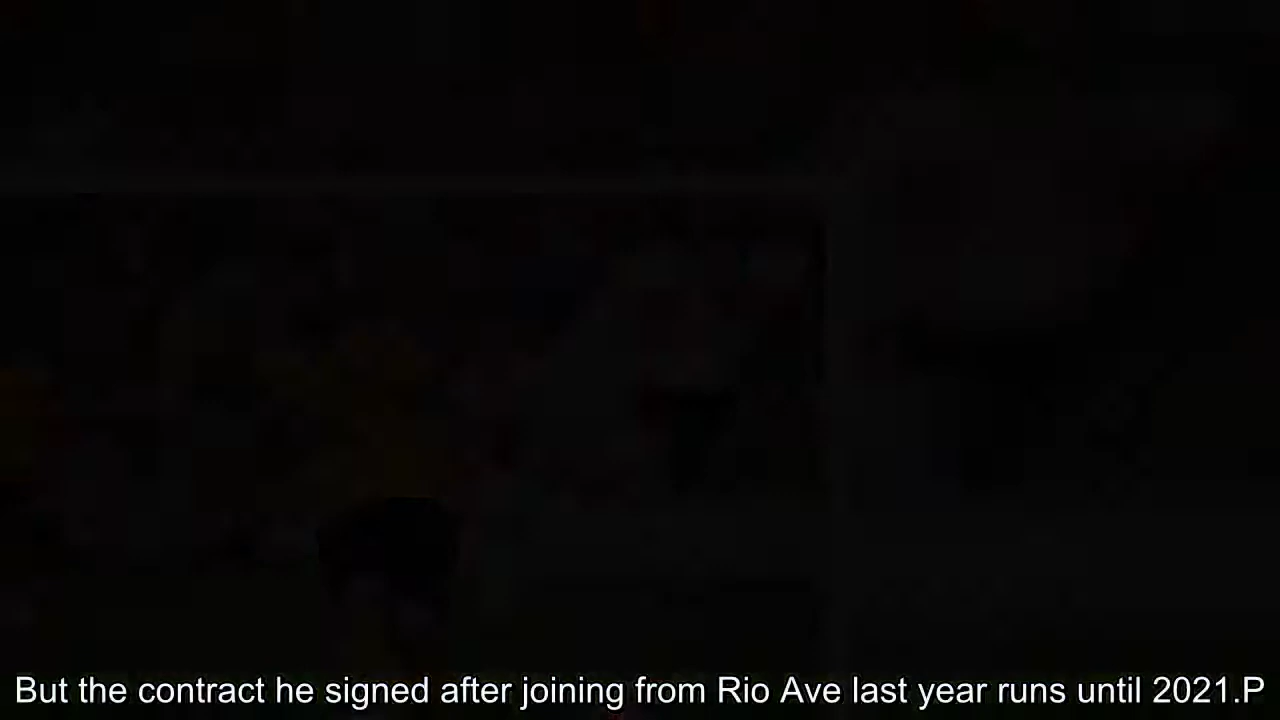 But the contract he signed after joining from Rio Ave last year runs until 2021.P